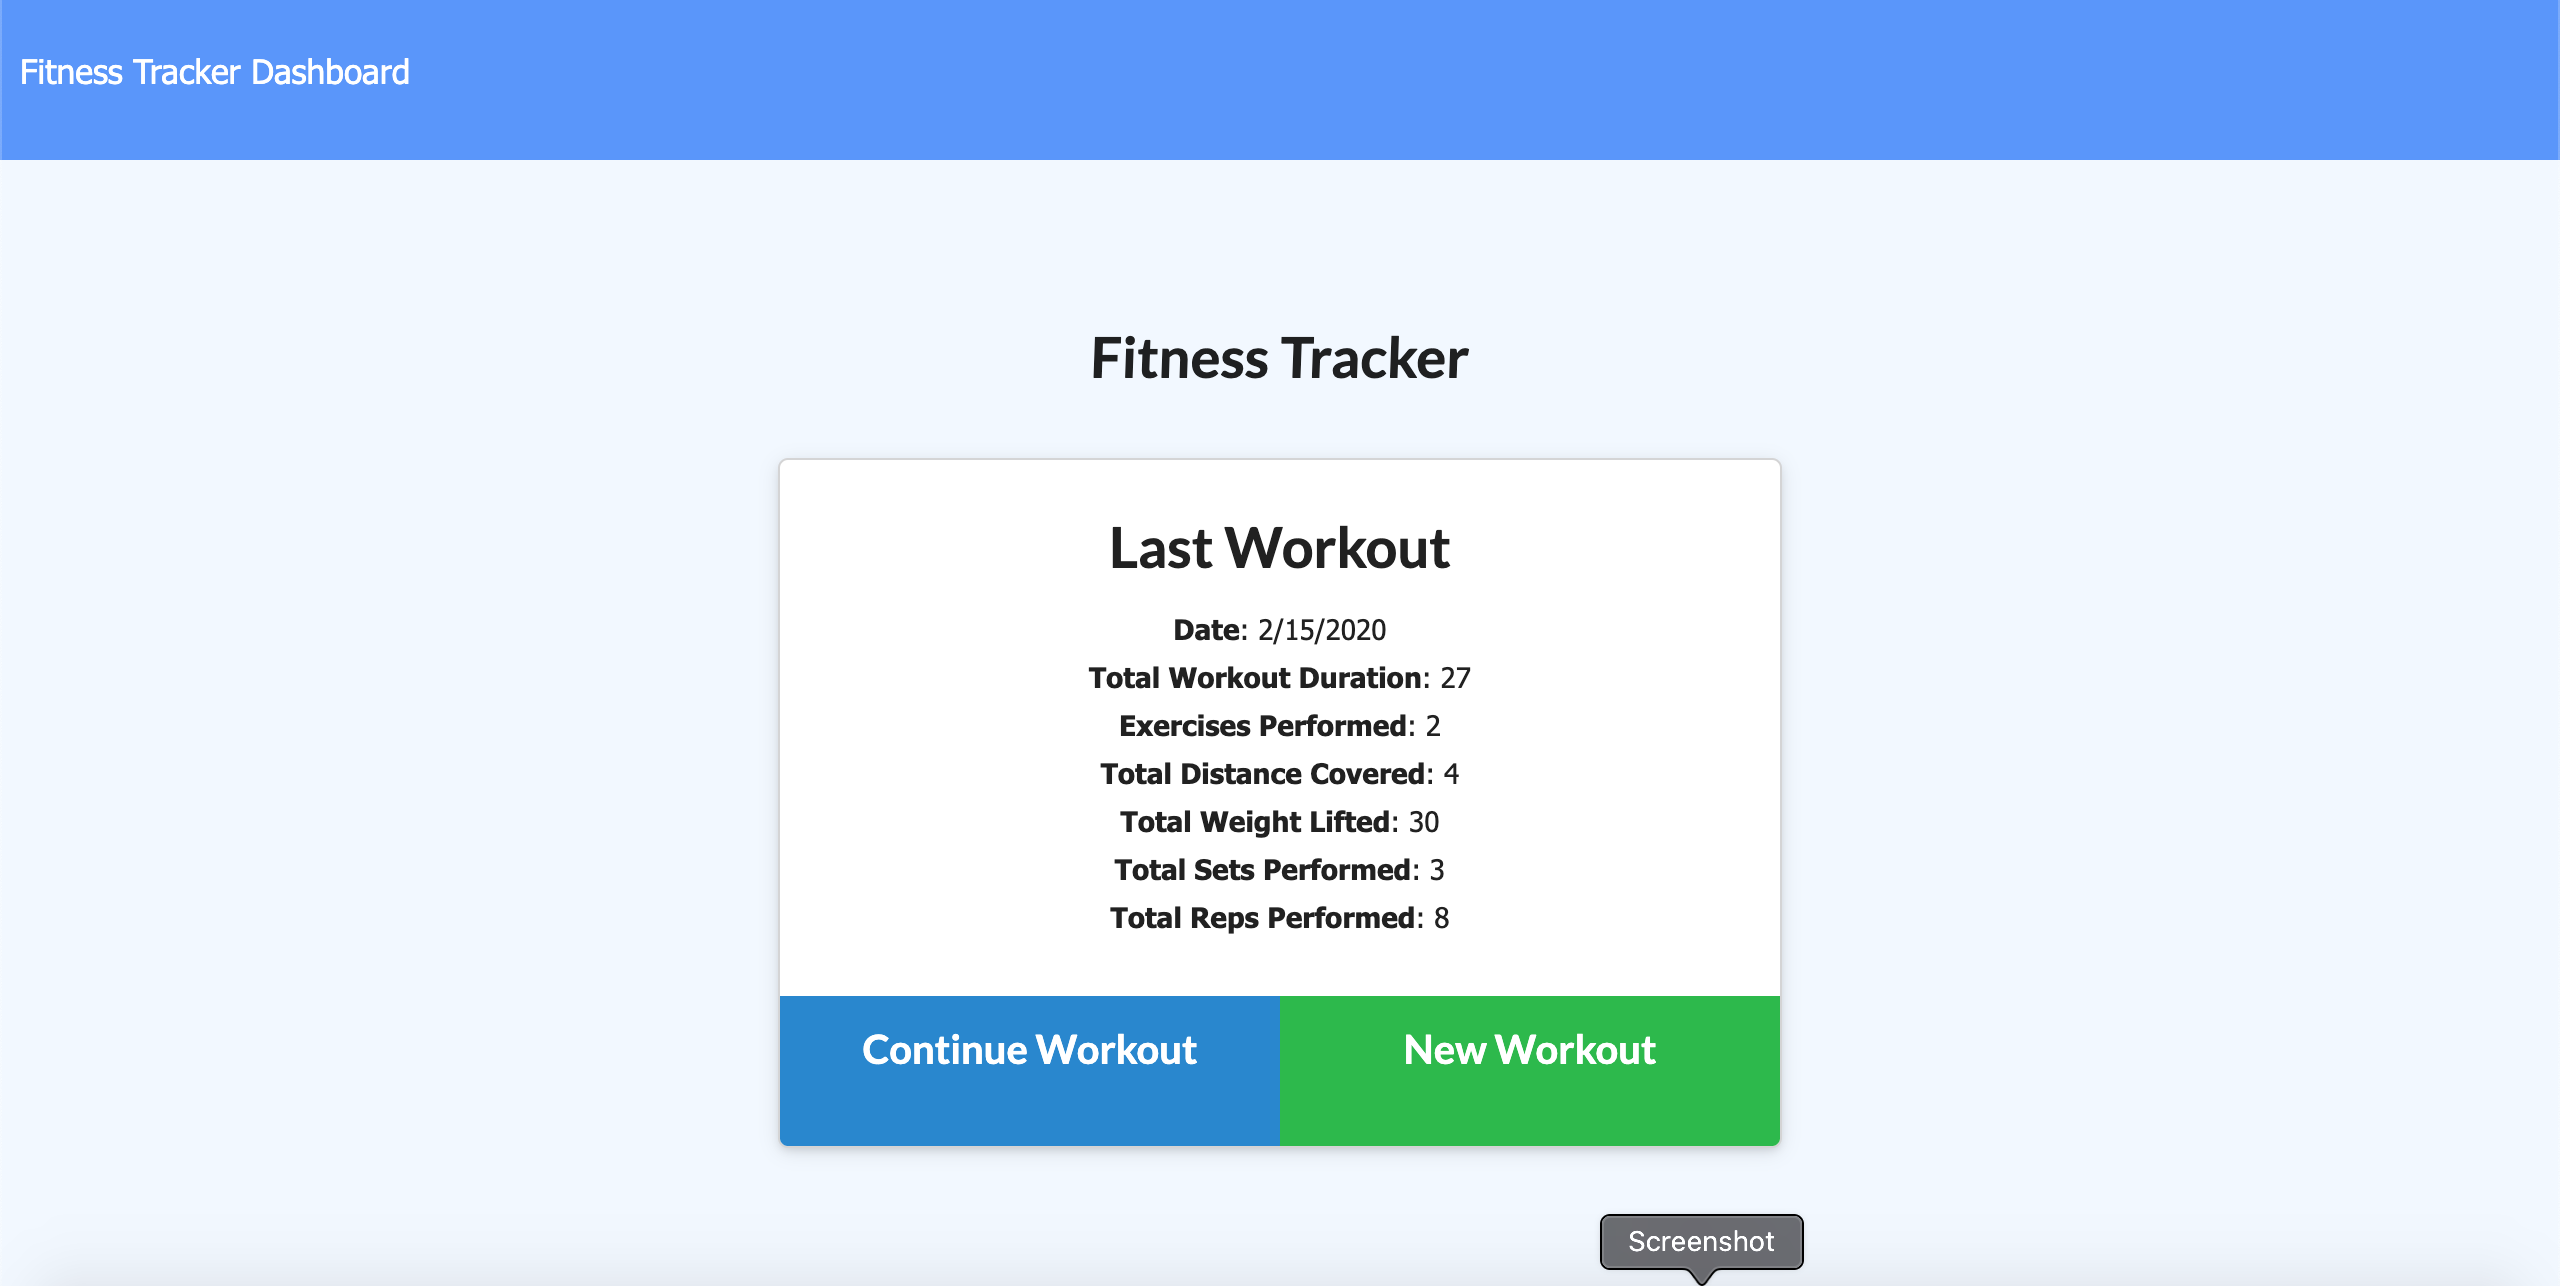 Fitness Tracker Dashboard
Fitness Tracker
Last Workout
Date: 2/15/2020
Total Workout Duration: 27
Exercises Performed: 2
Total Distance Covered: 4
Total Weight Lifted: 30
Total Sets Performed: 3
Total Reps Performed: 8
Continue Workout New Workout
Screenshot